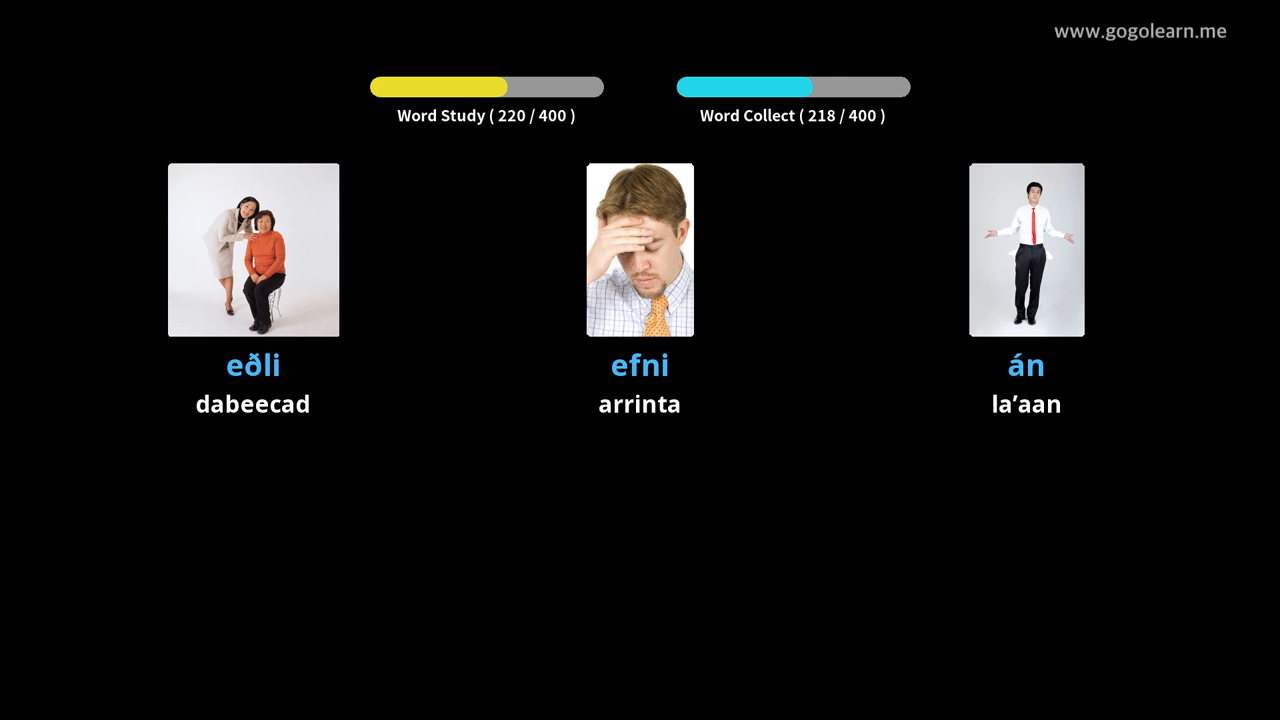 www.gogolearn.me
Word Study ( 220 / 400 )
Word Collect ( 218 / 400 )
eðli
efni
án
dabeecad
arrinta
la’aan